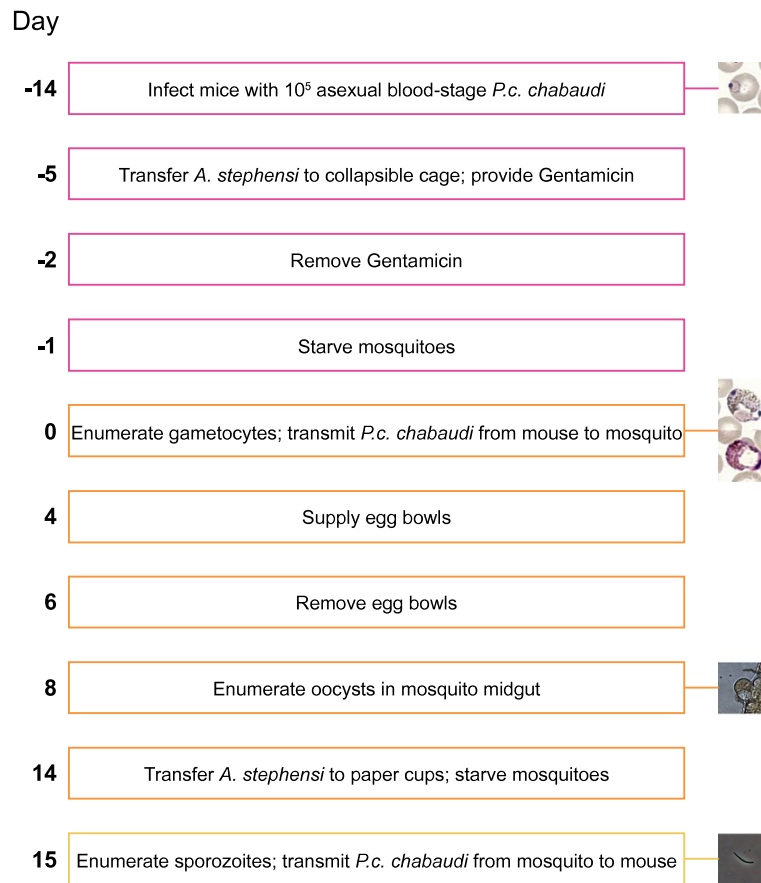 Day
-14 Infect mice with 10⁵ asexual blood-stage P.c. chabaudi
-5 Transfer A. stephensi to collapsible cage; provide Gentamicin
-2 Remove Gentamicin
-1 Starve mosquitoes
0 Enumerate gametocytes; transmit P.c. chabaudi from mouse to mosquito
4 Supply egg bowls
6 Remove egg bowls
8 Enumerate oocysts in mosquito midgut
14 Transfer A. stephensi to paper cups; starve mosquitoes
15 Enumerate sporozoites; transmit P.c. chabaudi from mosquito to mouse